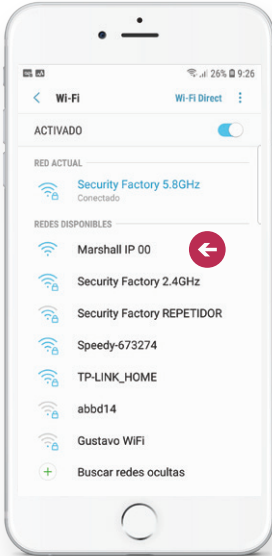 26% 9:26
Wi-Fi Wi-Fi Direct
ACTIVADO
RED ACTUAL
Security Factory 5.8GHz
Conectado
REDES DISPONIBLES
Marshall IP 00
Security Factory 2.4GHz
Security Factory REPETIDOR
Speedy-673274
TP-LINK_HOME
abbd14
Gustavo WiFi
Buscar redes ocultas